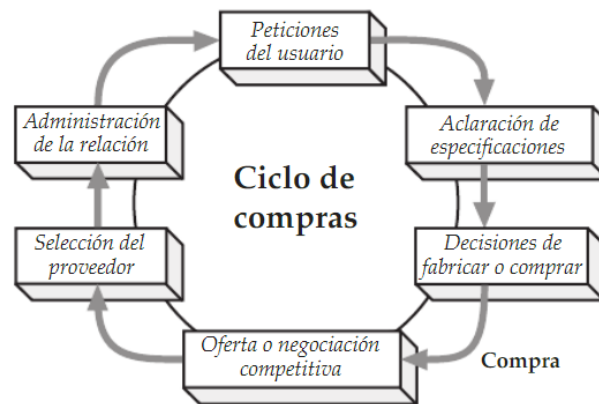 Peticiones
del usuario
Aclaración de
especificaciones
Decisiones de
fabricar o comprar
Compra
Oferta o negociación
competitiva
Selección del
proveedor
Administración
de la relación
Ciclo de
compras